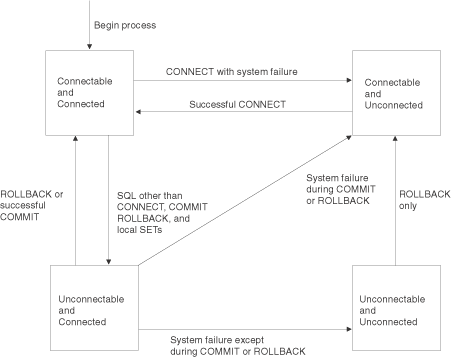 Begin process
Connectable
and
Connected
CONNECT with system failure
Successful CONNECT
Connectable
and
Unconnected
ROLLBACK or
successful
COMMIT
SQL other than
CONNECT, COMMIT
ROLLBACK, and
local SETs
System failure
during COMMIT
or ROLLBACK
ROLLBACK
only
Unconnectable
and
Connected
System failure except
during COMMIT or ROLLBACK
Unconnectable
and
Unconnected